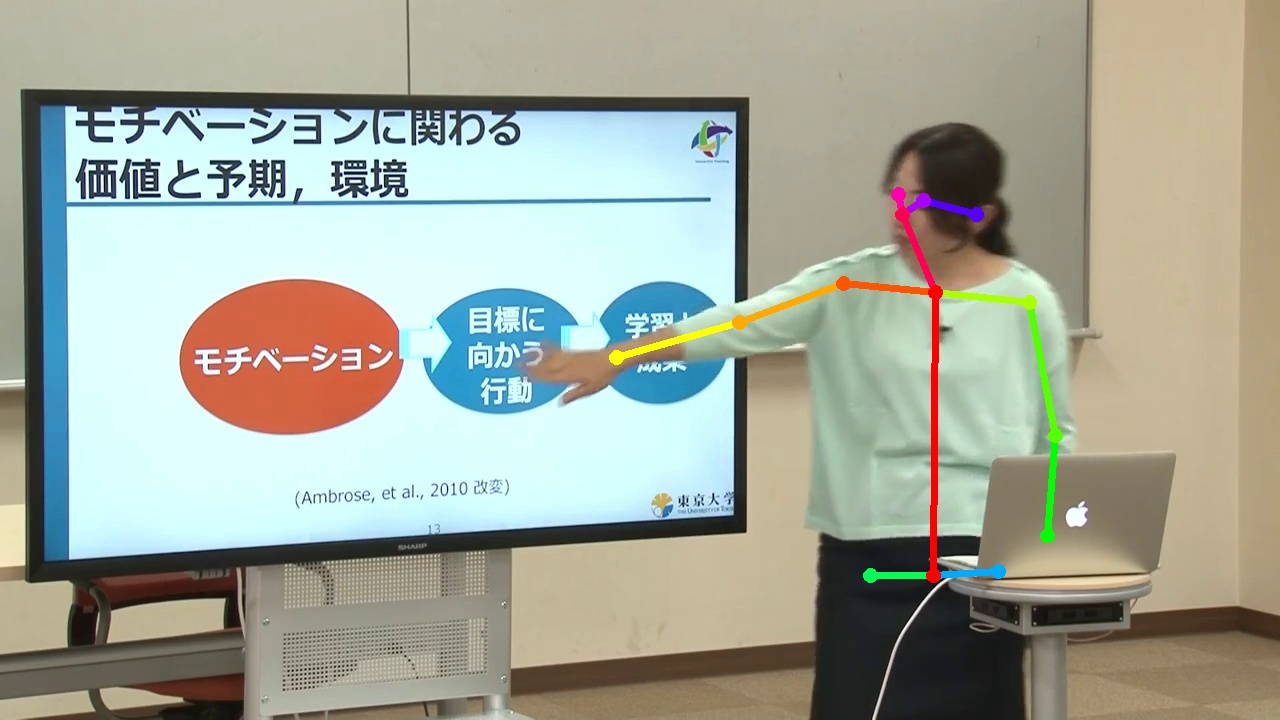 モチベーションに関わる
価値と予期，環境
モチベーション
目標に
向かう
行動
学習
成果
(Ambrose, et al., 2010 改変)
13
東京大学
SHARP